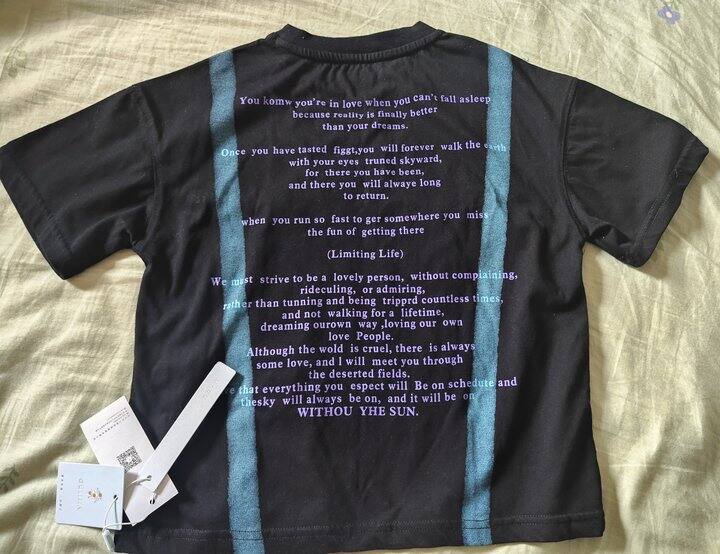 You komw you're in love when you can't fall asleep
because reality is finally better
than your dreams.
Once you have tasted figgt,you will forever walk the earth
with your eyes truned skyward,
for there you have been,
and there you will alwaye long
to return.
when you run so fast to ger somewhere you miss
the fun of getting there
(Limiting Life)
We must strive to be a lovely person, without complaining,
rideculing, or admiring,
rather than tunning and being tripprd countless times,
and not walking for a lifetime,
dreaming ourown way ,loving our own
love People.
Although the wold is cruel, there is always
some love, and I will meet you through
the deserted fields.
that everything you espect will Be on schedute and
thesky will always be on, and it will be on
WITHOU YHE SUN.